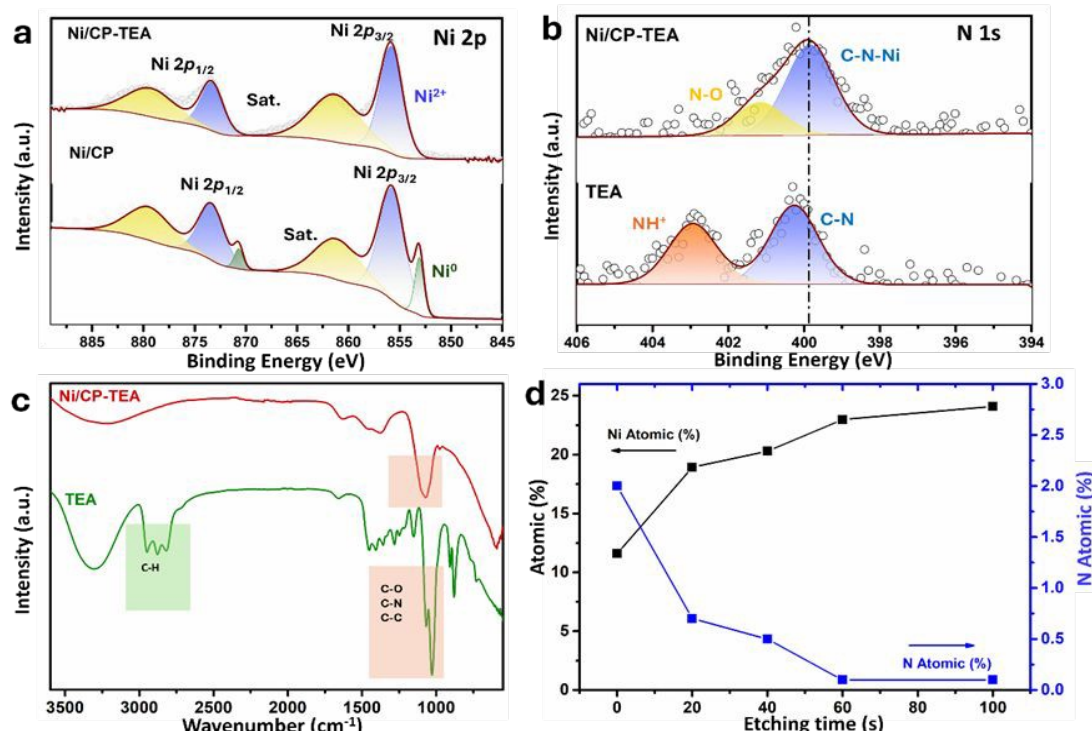 a
Ni/CP-TEA
Ni 2p₃/₂
Ni 2p
Ni 2p₁/₂
Sat.
Ni²⁺
Ni/CP
Ni 2p₃/₂
Ni 2p₁/₂
Sat.
Ni⁰
Intensity (a.u.)
885 880 875 870 865 860 855 850 845
Binding Energy (eV)
b
Ni/CP-TEA
N 1s
C-N-Ni
N-O
TEA
NH⁺
C-N
Intensity (a.u.)
406 404 402 400 398 396 394
Binding Energy (eV)
c
Ni/CP-TEA
TEA
C-H
C-O
C-N
C-C
Intensity (a.u.)
3500 3000 2500 2000 1500 1000
Wavenumber (cm⁻¹)
d
Ni Atomic (%)
N Atomic (%)
Atomic (%)
25
20
15
10
5
0
N Atomic (%)
3.0
2.5
2.0
1.5
1.0
0.5
0.0
0 20 40 60 80 100
Etching time (s)